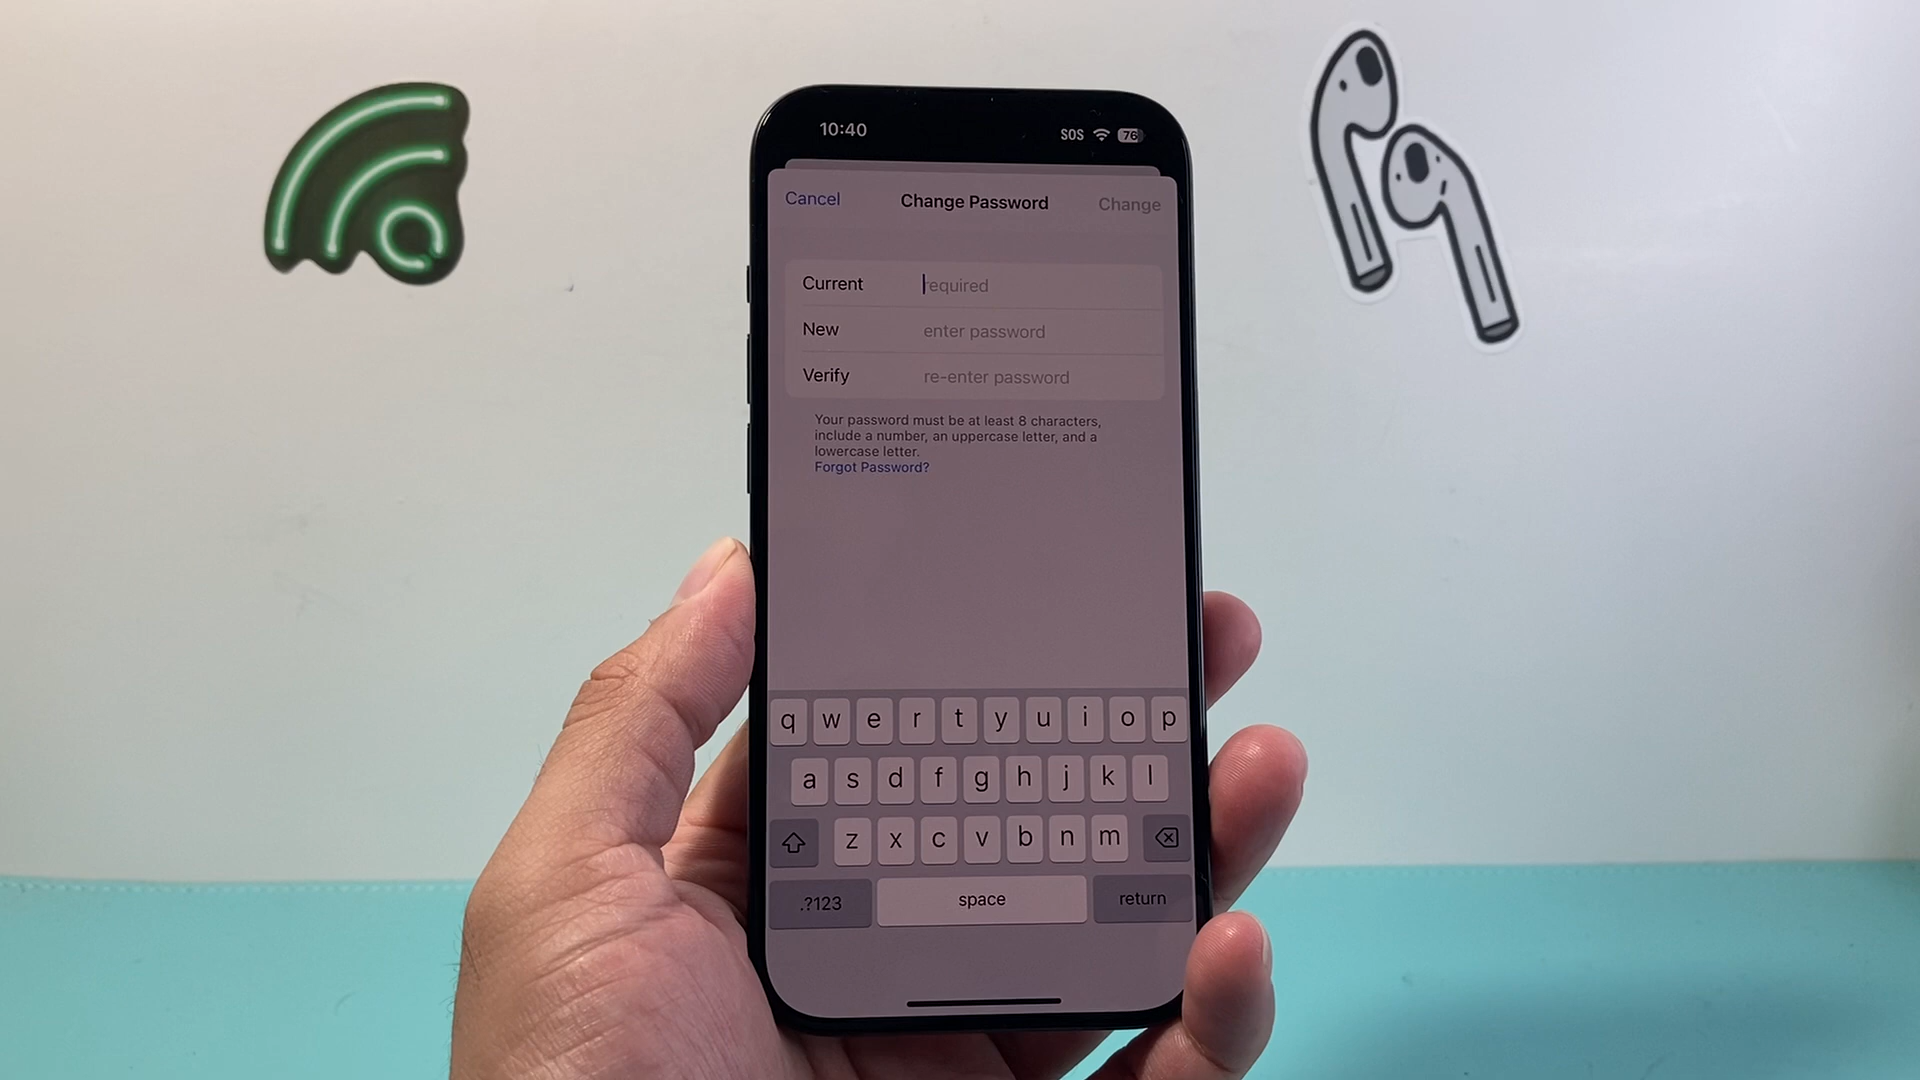 10:40 SOS 76
Cancel Change Password Change
Current required
New enter password
Verify re-enter password
Your password must be at least 8 characters,
include a number, an uppercase letter, and a
lowercase letter.
Forgot Password?
q w e r t y u i o p
a s d f g h j k l
z x c v b n m
.?123 space return